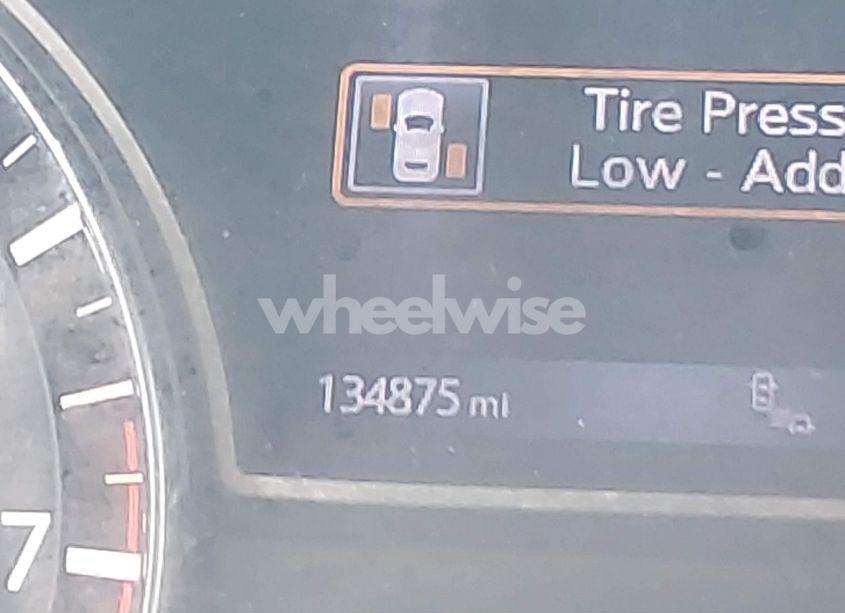 Tire Press
Low - Add
wheelwise
134875 mi
7